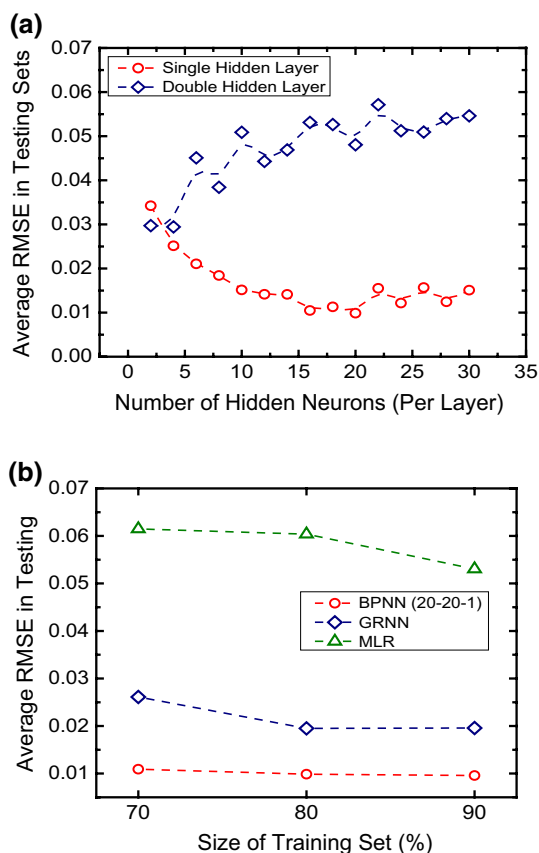 (a)
0.07
0.06
0.05
0.04
0.03
0.02
0.01
0.00
Average RMSE in Testing Sets
Single Hidden Layer
Double Hidden Layer
0 5 10 15 20 25 30 35
Number of Hidden Neurons (Per Layer)
(b)
0.07
0.06
0.05
0.04
0.03
0.02
0.01
Average RMSE in Testing
BPNN (20-20-1)
GRNN
MLR
70 80 90
Size of Training Set (%)